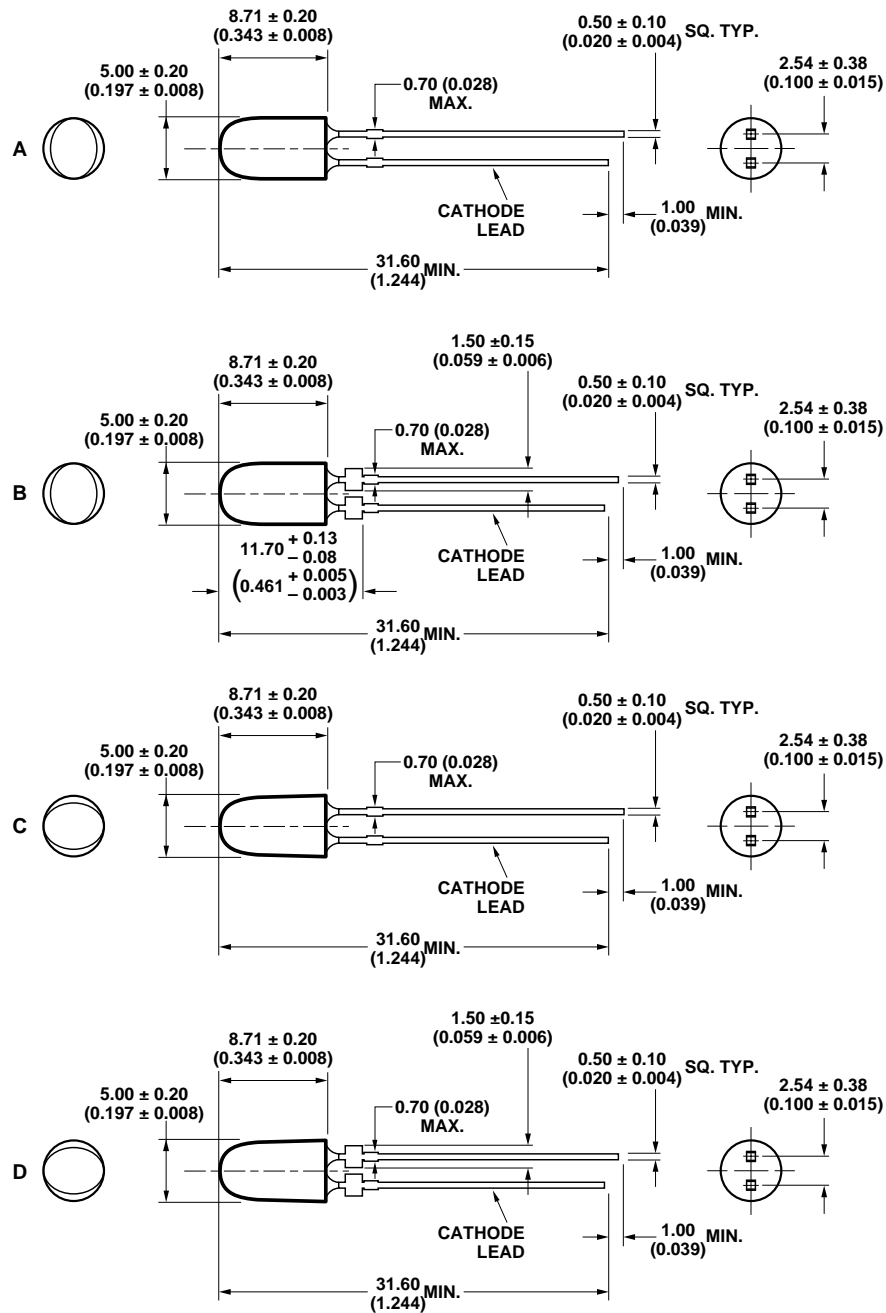 8.71 ± 0.20
(0.343 ± 0.008)
0.50 ± 0.10
(0.020 ± 0.004) SQ. TYP.
5.00 ± 0.20
(0.197 ± 0.008)
0.70 (0.028)
MAX.
2.54 ± 0.38
(0.100 ± 0.015)
A
CATHODE
LEAD
1.00
(0.039) MIN.
31.60
(1.244) MIN.
8.71 ± 0.20
(0.343 ± 0.008)
1.50 ±0.15
(0.059 ± 0.006)
0.50 ± 0.10
(0.020 ± 0.004) SQ. TYP.
5.00 ± 0.20
(0.197 ± 0.008)
0.70 (0.028)
MAX.
2.54 ± 0.38
(0.100 ± 0.015)
B
11.70 + 0.13
– 0.08
(0.461 + 0.005
– 0.003)
CATHODE
LEAD
1.00
(0.039) MIN.
31.60
(1.244) MIN.
8.71 ± 0.20
(0.343 ± 0.008)
0.50 ± 0.10
(0.020 ± 0.004) SQ. TYP.
5.00 ± 0.20
(0.197 ± 0.008)
0.70 (0.028)
MAX.
2.54 ± 0.38
(0.100 ± 0.015)
C
CATHODE
LEAD
1.00
(0.039) MIN.
31.60
(1.244) MIN.
8.71 ± 0.20
(0.343 ± 0.008)
1.50 ±0.15
(0.059 ± 0.006)
0.50 ± 0.10
(0.020 ± 0.004) SQ. TYP.
5.00 ± 0.20
(0.197 ± 0.008)
0.70 (0.028)
MAX.
2.54 ± 0.38
(0.100 ± 0.015)
D
CATHODE
LEAD
1.00
(0.039) MIN.
31.60
(1.244) MIN.